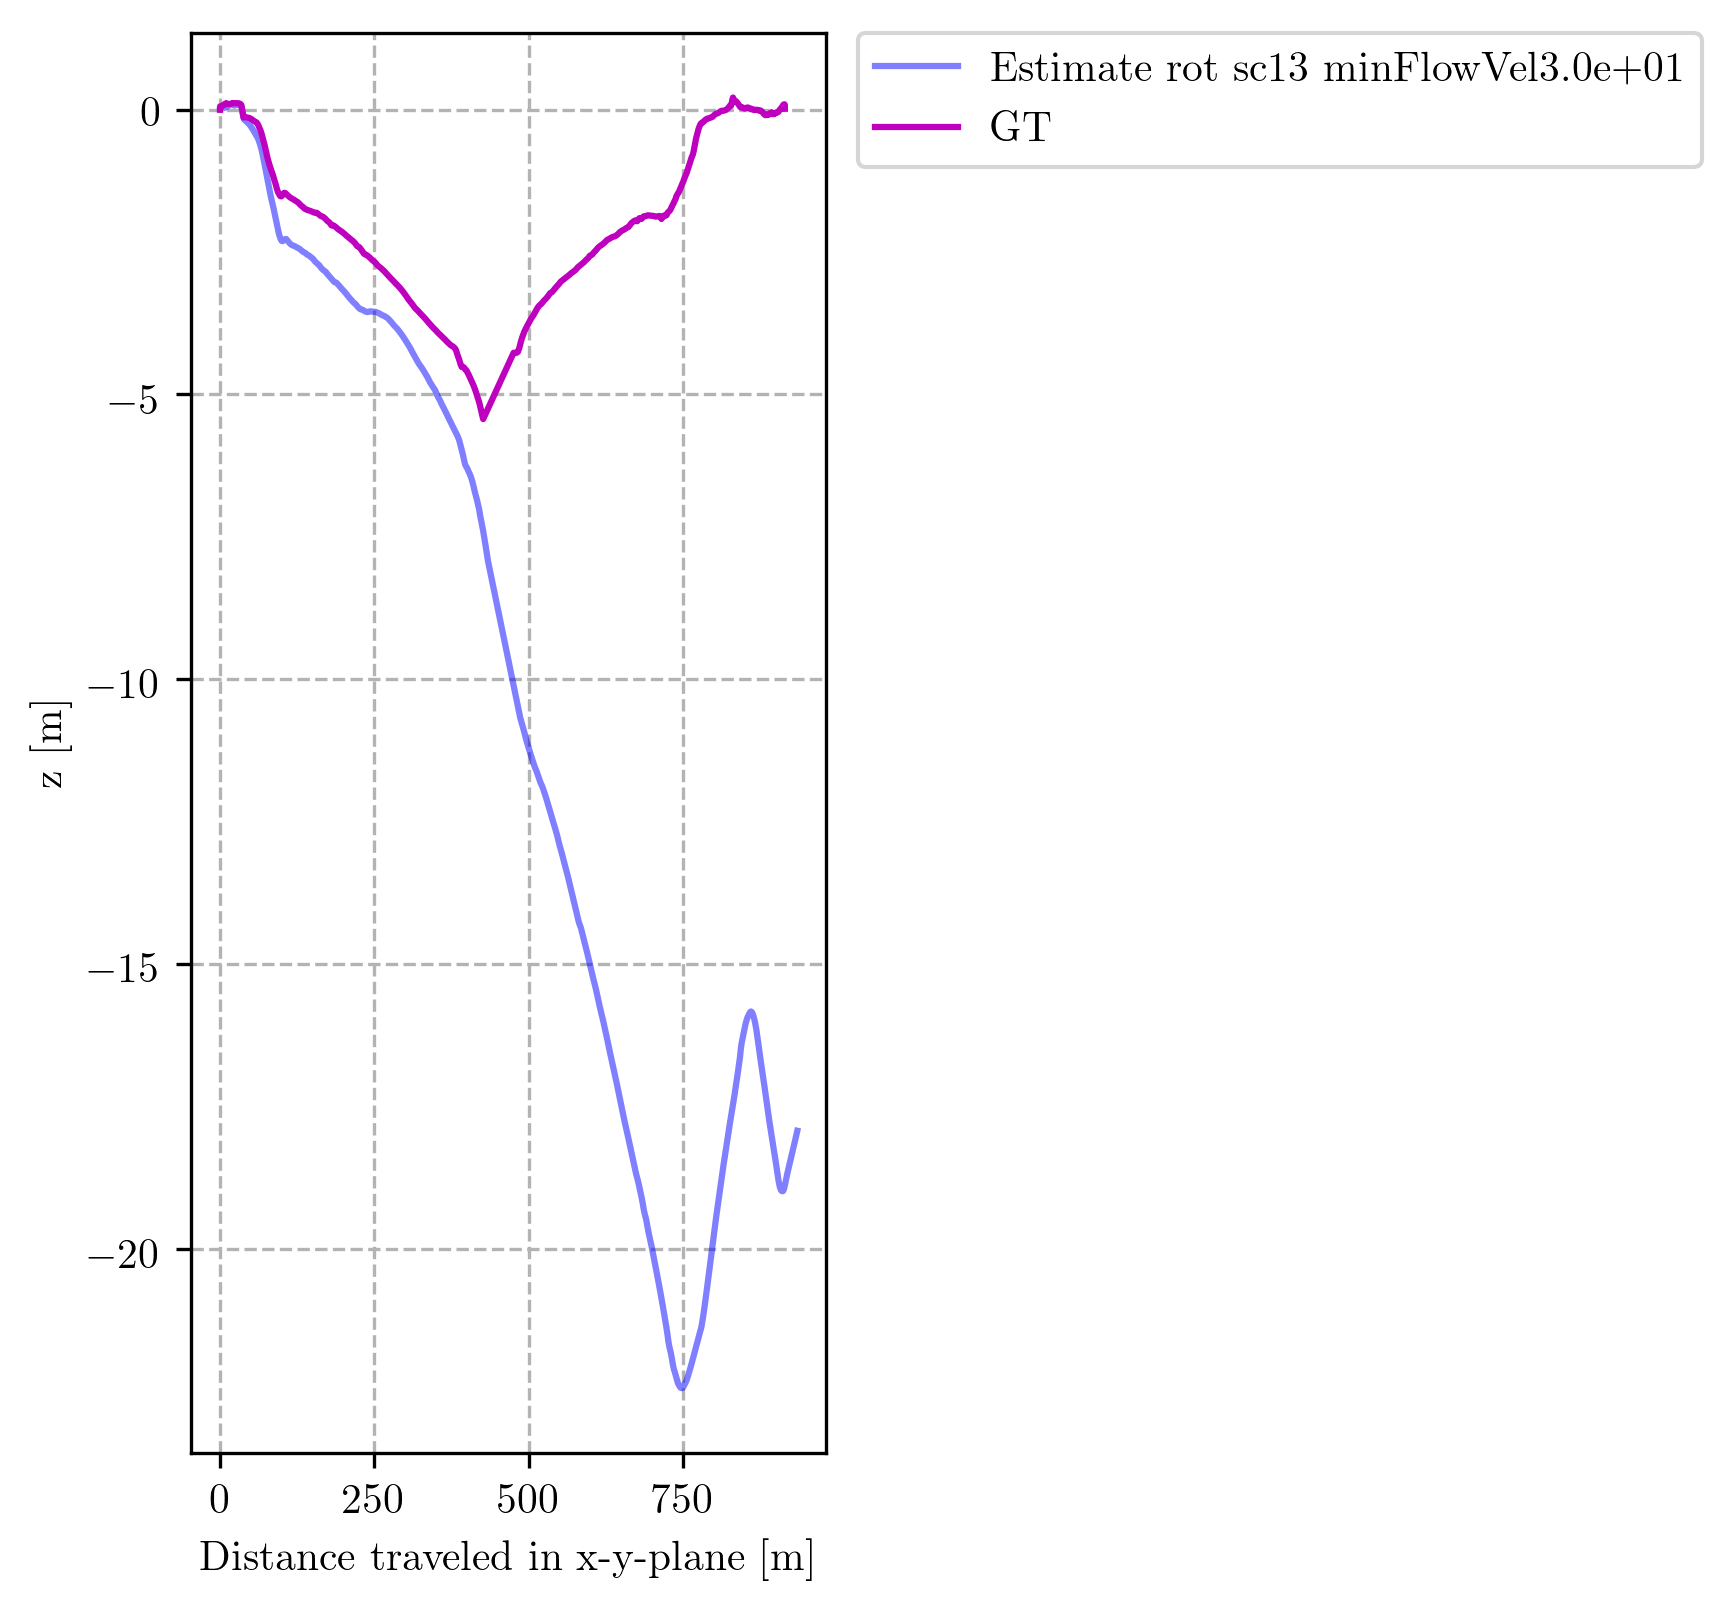 Estimate rot sc13 minFlowVel3.0e+01
GT
0
−5
−10
−15
−20
z [m]
0 250 500 750
Distance traveled in x-y-plane [m]